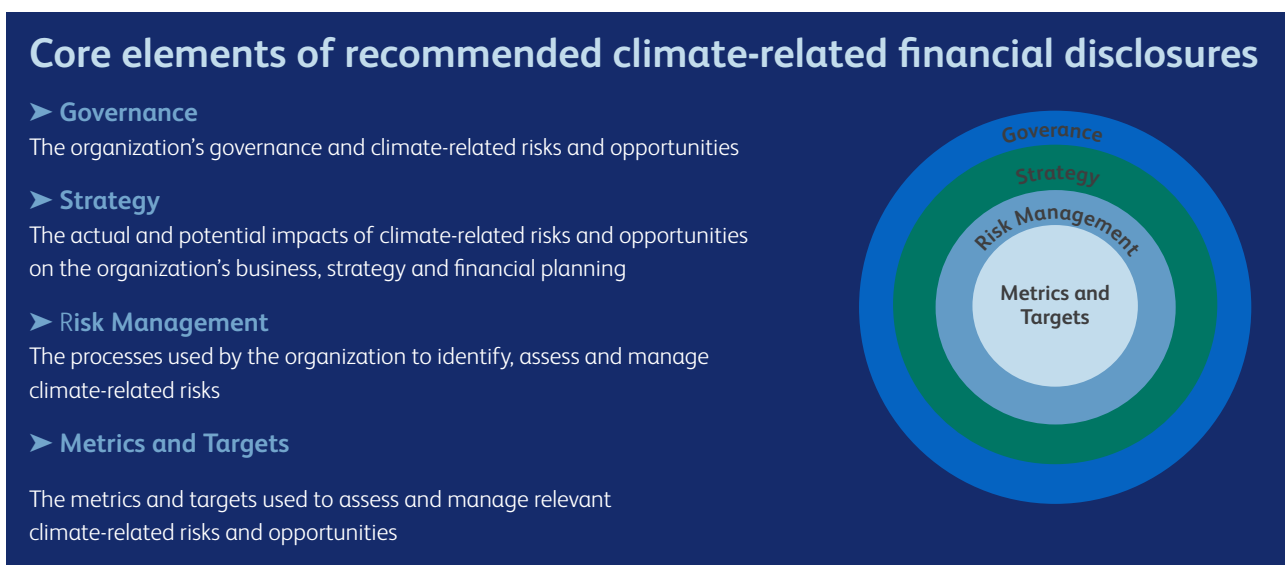 Core elements of recommended climate-related financial disclosures
➤ Governance
The organization’s governance and climate-related risks and opportunities
➤ Strategy
The actual and potential impacts of climate-related risks and opportunities
on the organization’s business, strategy and financial planning
➤ Risk Management
The processes used by the organization to identify, assess and manage
climate-related risks
➤ Metrics and Targets
The metrics and targets used to assess and manage relevant
climate-related risks and opportunities
Goverance
Strategy
Risk Management
Metrics and
Targets